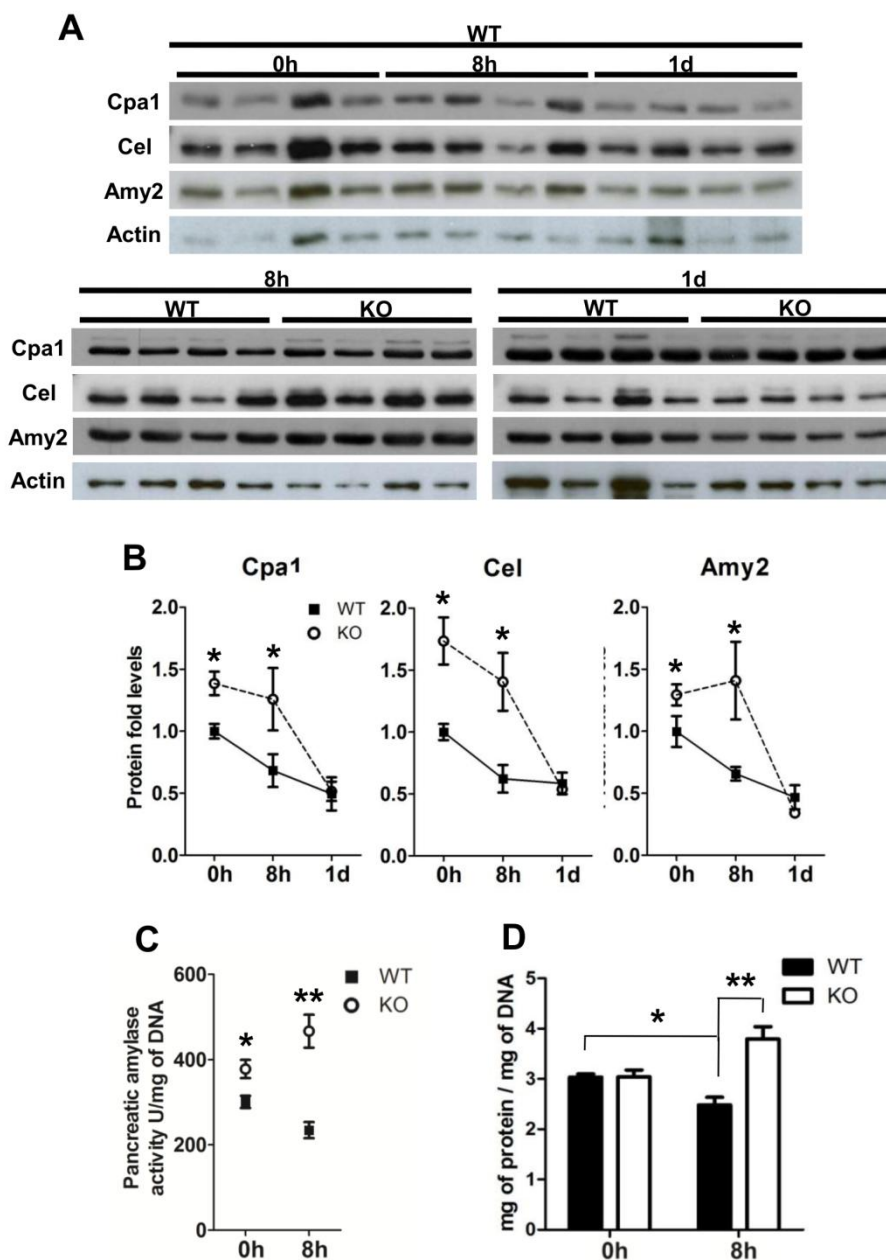 A
WT
0h 8h 1d
Cpa1
Cel
Amy2
Actin
8h 1d
WT KO WT KO
Cpa1
Cel
Amy2
Actin
B
Cpa1 Cel Amy2
Protein fold levels
2.0
1.5
1.0
0.5
0.0
* *
WT
KO
0h 8h 1d
2.0
1.5
1.0
0.5
0.0
* *
0h 8h 1d
2.0
1.5
1.0
0.5
0.0
* *
0h 8h 1d
C
Pancreatic amylase
activity U/mg of DNA
600
400
200
0
* **
WT
KO
0h 8h
D
mg of protein / mg of DNA
5
4
3
2
1
0
* **
WT
KO
0h 8h